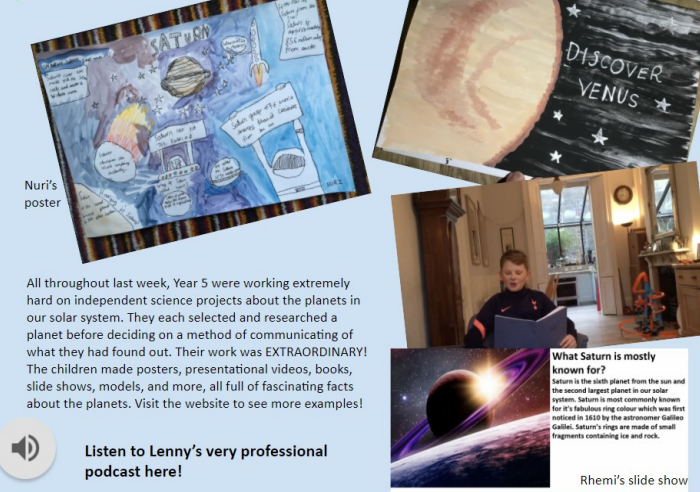 SATURN
NURI
DISCOVER
VENUS
Nuri's
poster
All throughout last week, Year 5 were working extremely
hard on independent science projects about the planets in
our solar system. They each selected and researched a
planet before deciding on a method of communicating of
what they had found out. Their work was EXTRAORDINARY!
The children made posters, presentational videos, books,
slide shows, models, and more, all full of fascinating facts
about the planets. Visit the website to see more examples!
Listen to Lenny's very professional
podcast here!
What Saturn is mostly
known for?
Saturn is the sixth planet from the sun and
the second largest planet in our solar
system. Saturn is most commonly known
for it's fabulous ring colour which was first
noticed in 1610 by the astronomer Galileo
Galilei. Saturn's rings are made of small
fragments containing ice and rock.
Rhemi's slide show